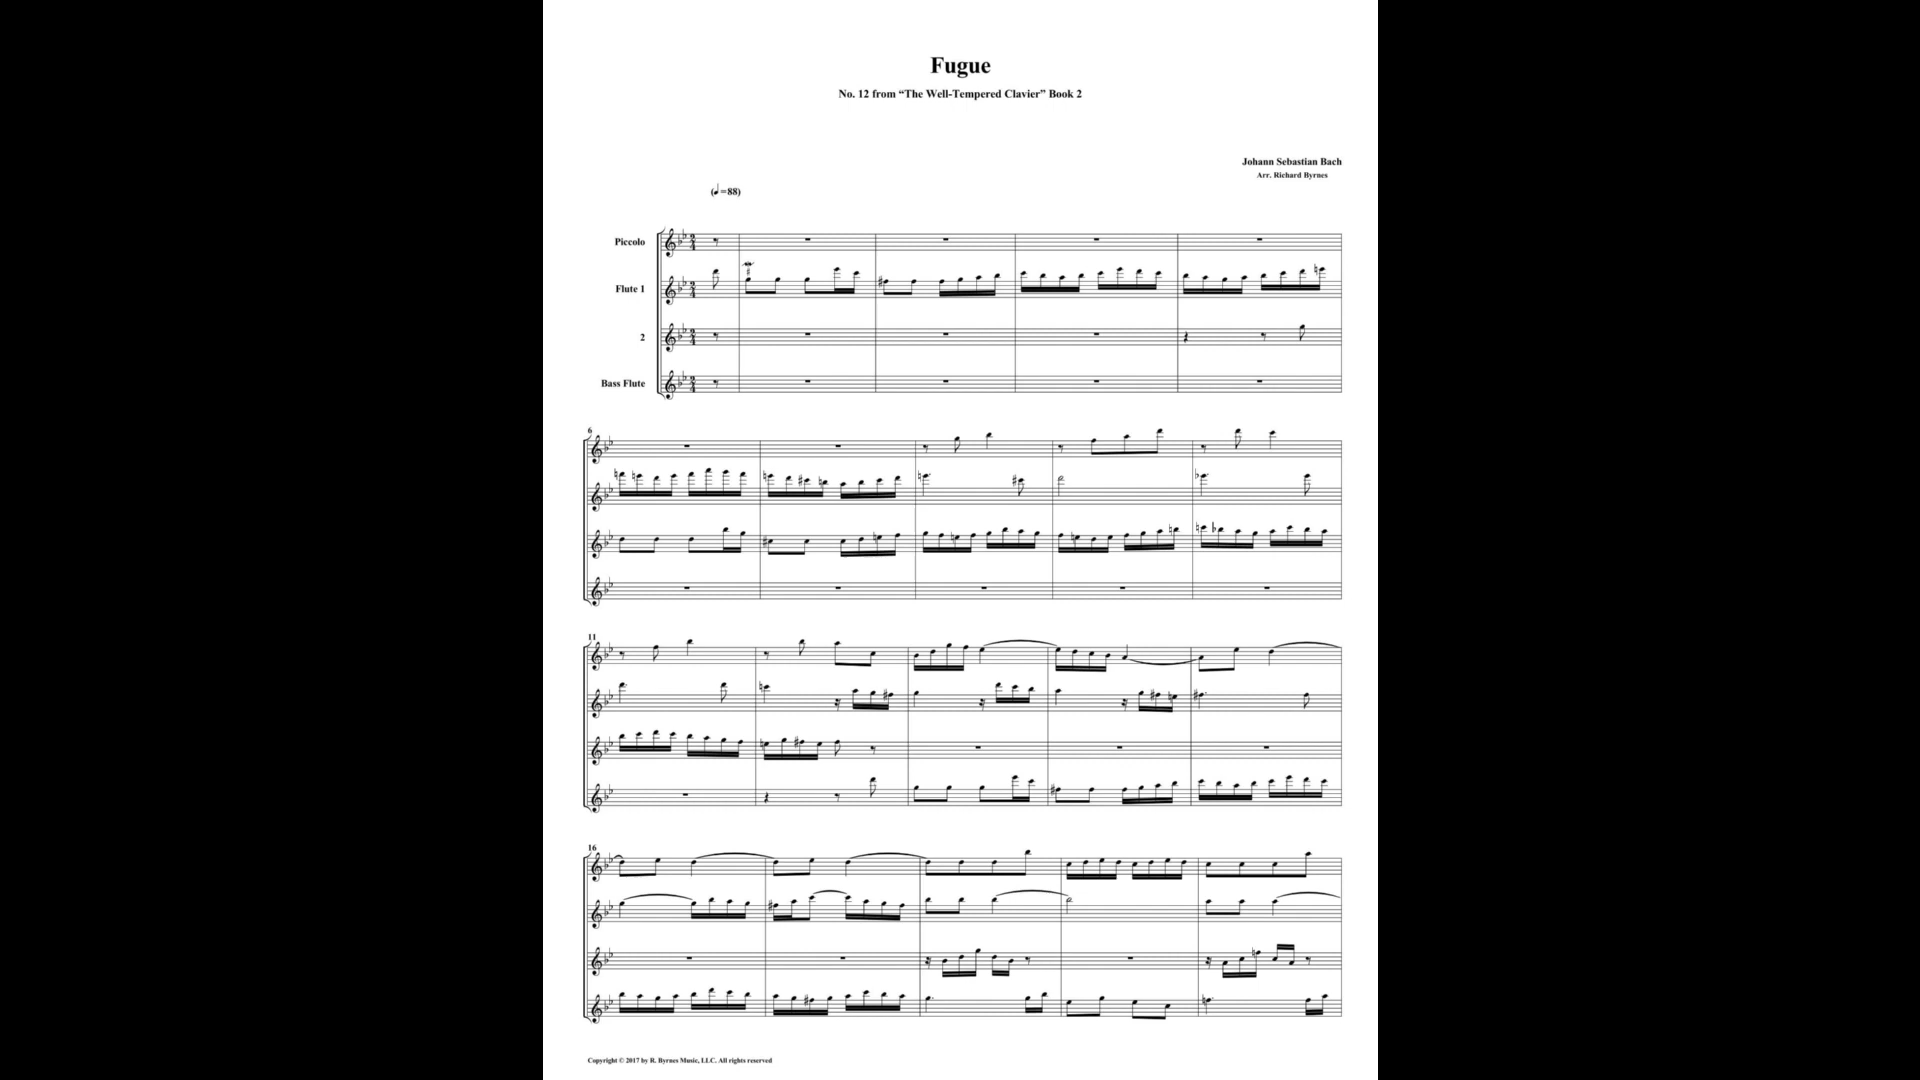 Fugue
No. 12 from “The Well-Tempered Clavier” Book 2
Johann Sebastian Bach
Arr. Richard Byrnes
(♩=88)
Piccolo
Flute 1
2
Bass Flute
6
11
16
Copyright © 2017 by R. Byrnes Music, LLC. All rights reserved